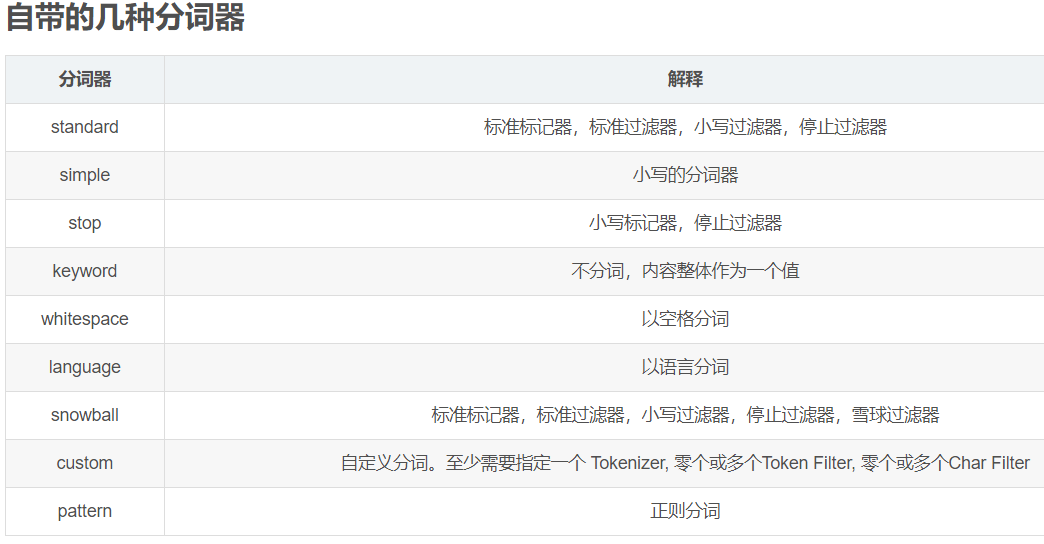 自带的几种分词器
分词器 解释
standard 标准标记器，标准过滤器，小写过滤器，停止过滤器
simple 小写的分词器
stop 小写标记器，停止过滤器
keyword 不分词，内容整体作为一个值
whitespace 以空格分词
language 以语言分词
snowball 标准标记器，标准过滤器，小写过滤器，停止过滤器，雪球过滤器
custom 自定义分词。至少需要指定一个 Tokenizer, 零个或多个Token Filter, 零个或多个Char Filter
pattern 正则分词